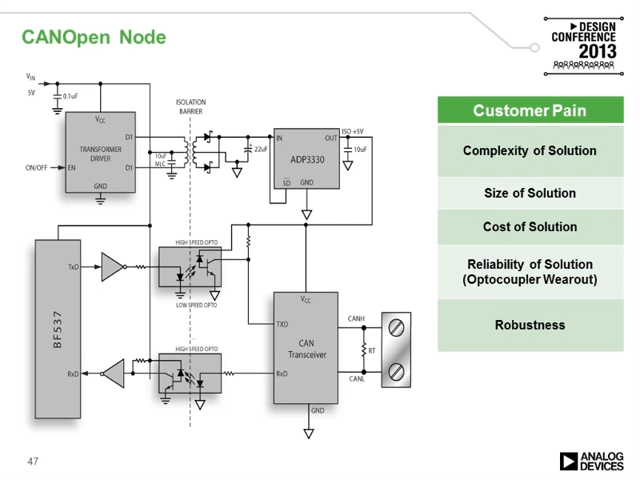 CANOpen Node
DESIGN
CONFERENCE
2013
VIN
5V
0.1uF
VCC
TRANSFORMER
DRIVER
D1
D1
EN
ON/OFF
GND
ISOLATION
BARRIER
10uF
MLC
22uF
IN
OUT
ADP3330
SD
GND
ISO +5V
10uF
BF537
TxD
RxD
HIGH SPEED OPTO
LOW SPEED OPTO
HIGH SPEED OPTO
VCC
TXD
CAN
Transceiver
RxD
GND
CANH
RT
CANL
Customer Pain
Complexity of Solution
Size of Solution
Cost of Solution
Reliability of Solution
(Optocoupler Wearout)
Robustness
47
ANALOG
DEVICES